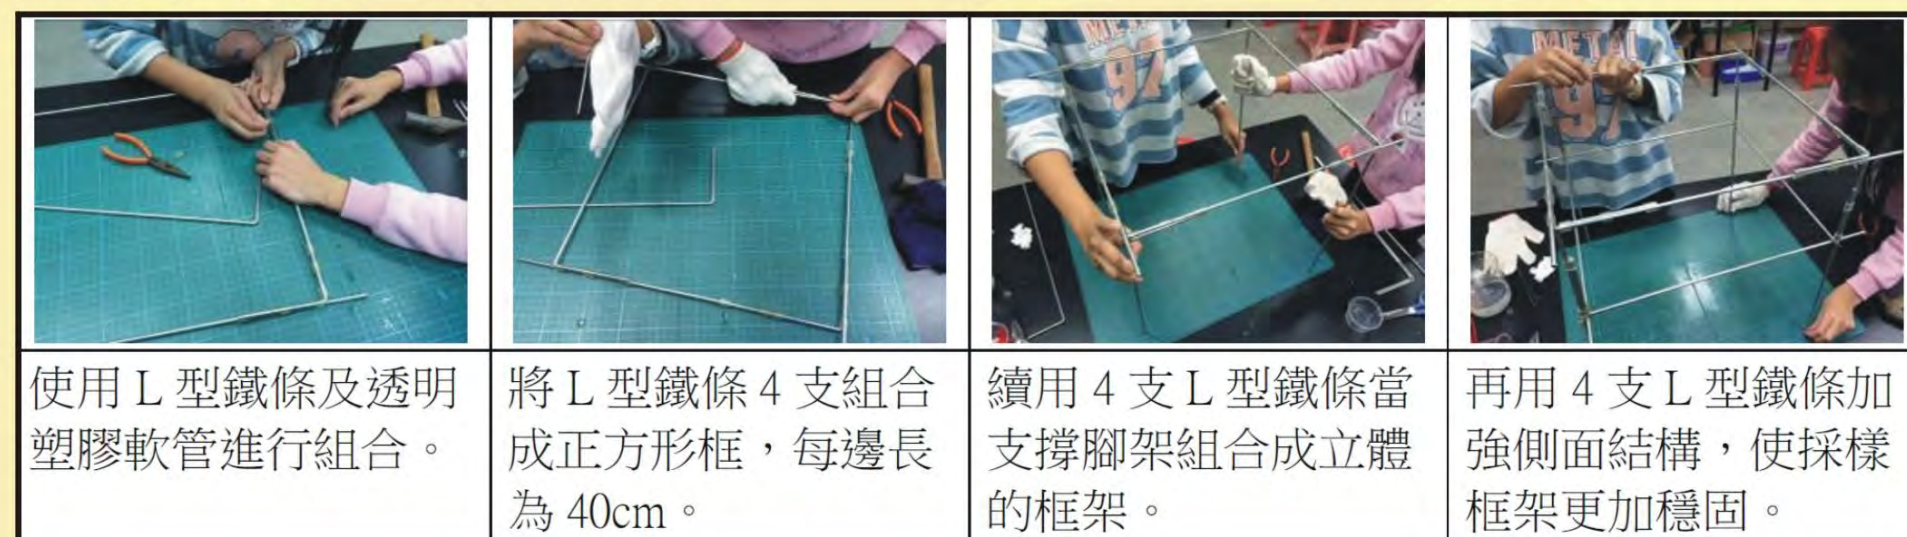 METAL
97
METAL
97
使用 L 型鐵條及透明
塑膠軟管進行組合。
將 L 型鐵條 4 支組合
成正方形框,每邊長
為 40cm。
續用 4 支 L 型鐵條當
支撐腳架組合成立體
的框架。
再用 4 支 L 型鐵條加
強側面結構,使採樣
框架更加穩固。